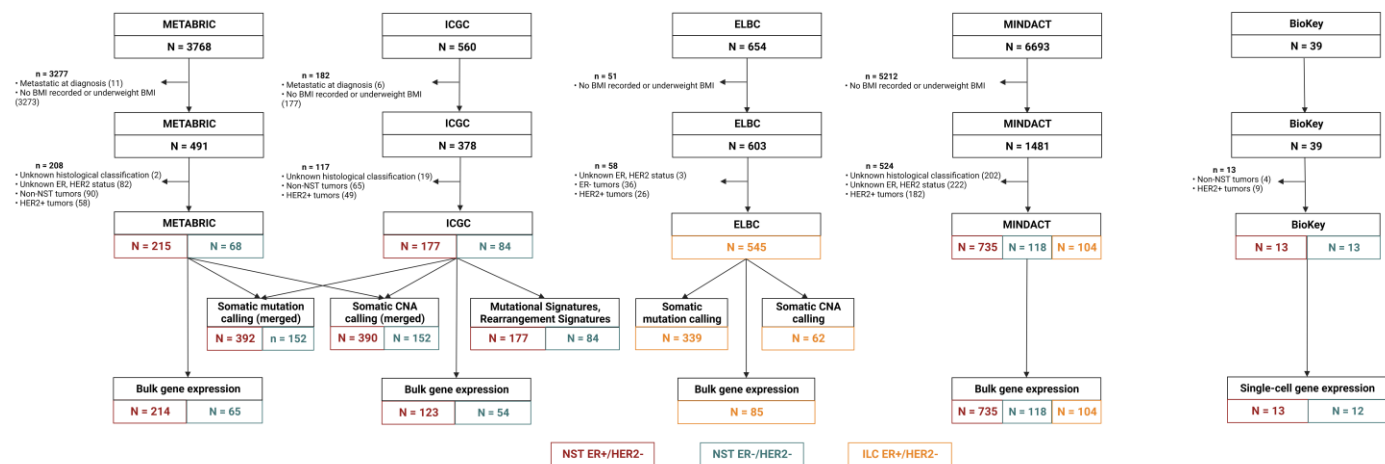 METABRIC
N = 3768
ICGC
N = 560
ELBC
N = 654
MINDACT
N = 6693
BioKey
N = 39
n = 3277
• Metastatic at diagnosis (11)
• No BMI recorded or underweight BMI
(3273)
n = 182
• Metastatic at diagnosis (6)
• No BMI recorded or underweight BMI
(177)
n = 51
• No BMI recorded or underweight BMI
n = 5212
• No BMI recorded or underweight BMI
METABRIC
N = 491
ICGC
N = 378
ELBC
N = 603
MINDACT
N = 1481
BioKey
N = 39
n = 208
• Unknown histological classification (2)
• Unknown ER, HER2 status (82)
• Non-NST tumors (90)
• HER2+ tumors (58)
n = 117
• Unknown histological classification (19)
• Non-NST tumors (65)
• HER2+ tumors (49)
n = 58
• Unknown ER, HER2 status (3)
• ER- tumors (36)
• HER2+ tumors (26)
n = 524
• Unknown histological classification (202)
• Unknown ER, HER2 status (222)
• HER2+ tumors (182)
n = 13
• Non-NST tumors (4)
• HER2+ tumors (9)
METABRIC
N = 215 N = 68
ICGC
N = 177 N = 84
ELBC
N = 545
MINDACT
N = 735 N = 118 N = 104
BioKey
N = 13 N = 13
Somatic mutation
calling (merged)
N = 392 n = 152
Somatic CNA
calling (merged)
N = 390 N = 152
Mutational Signatures,
Rearrangement Signatures
N = 177 N = 84
Somatic
mutation calling
N = 339
Somatic CNA
calling
N = 62
Bulk gene expression
N = 214 N = 65
Bulk gene expression
N = 123 N = 54
Bulk gene expression
N = 85
Bulk gene expression
N = 735 N = 118 N = 104
Single-cell gene expression
N = 13 N = 12
NST ER+/HER2- NST ER-/HER2- ILC ER+/HER2-